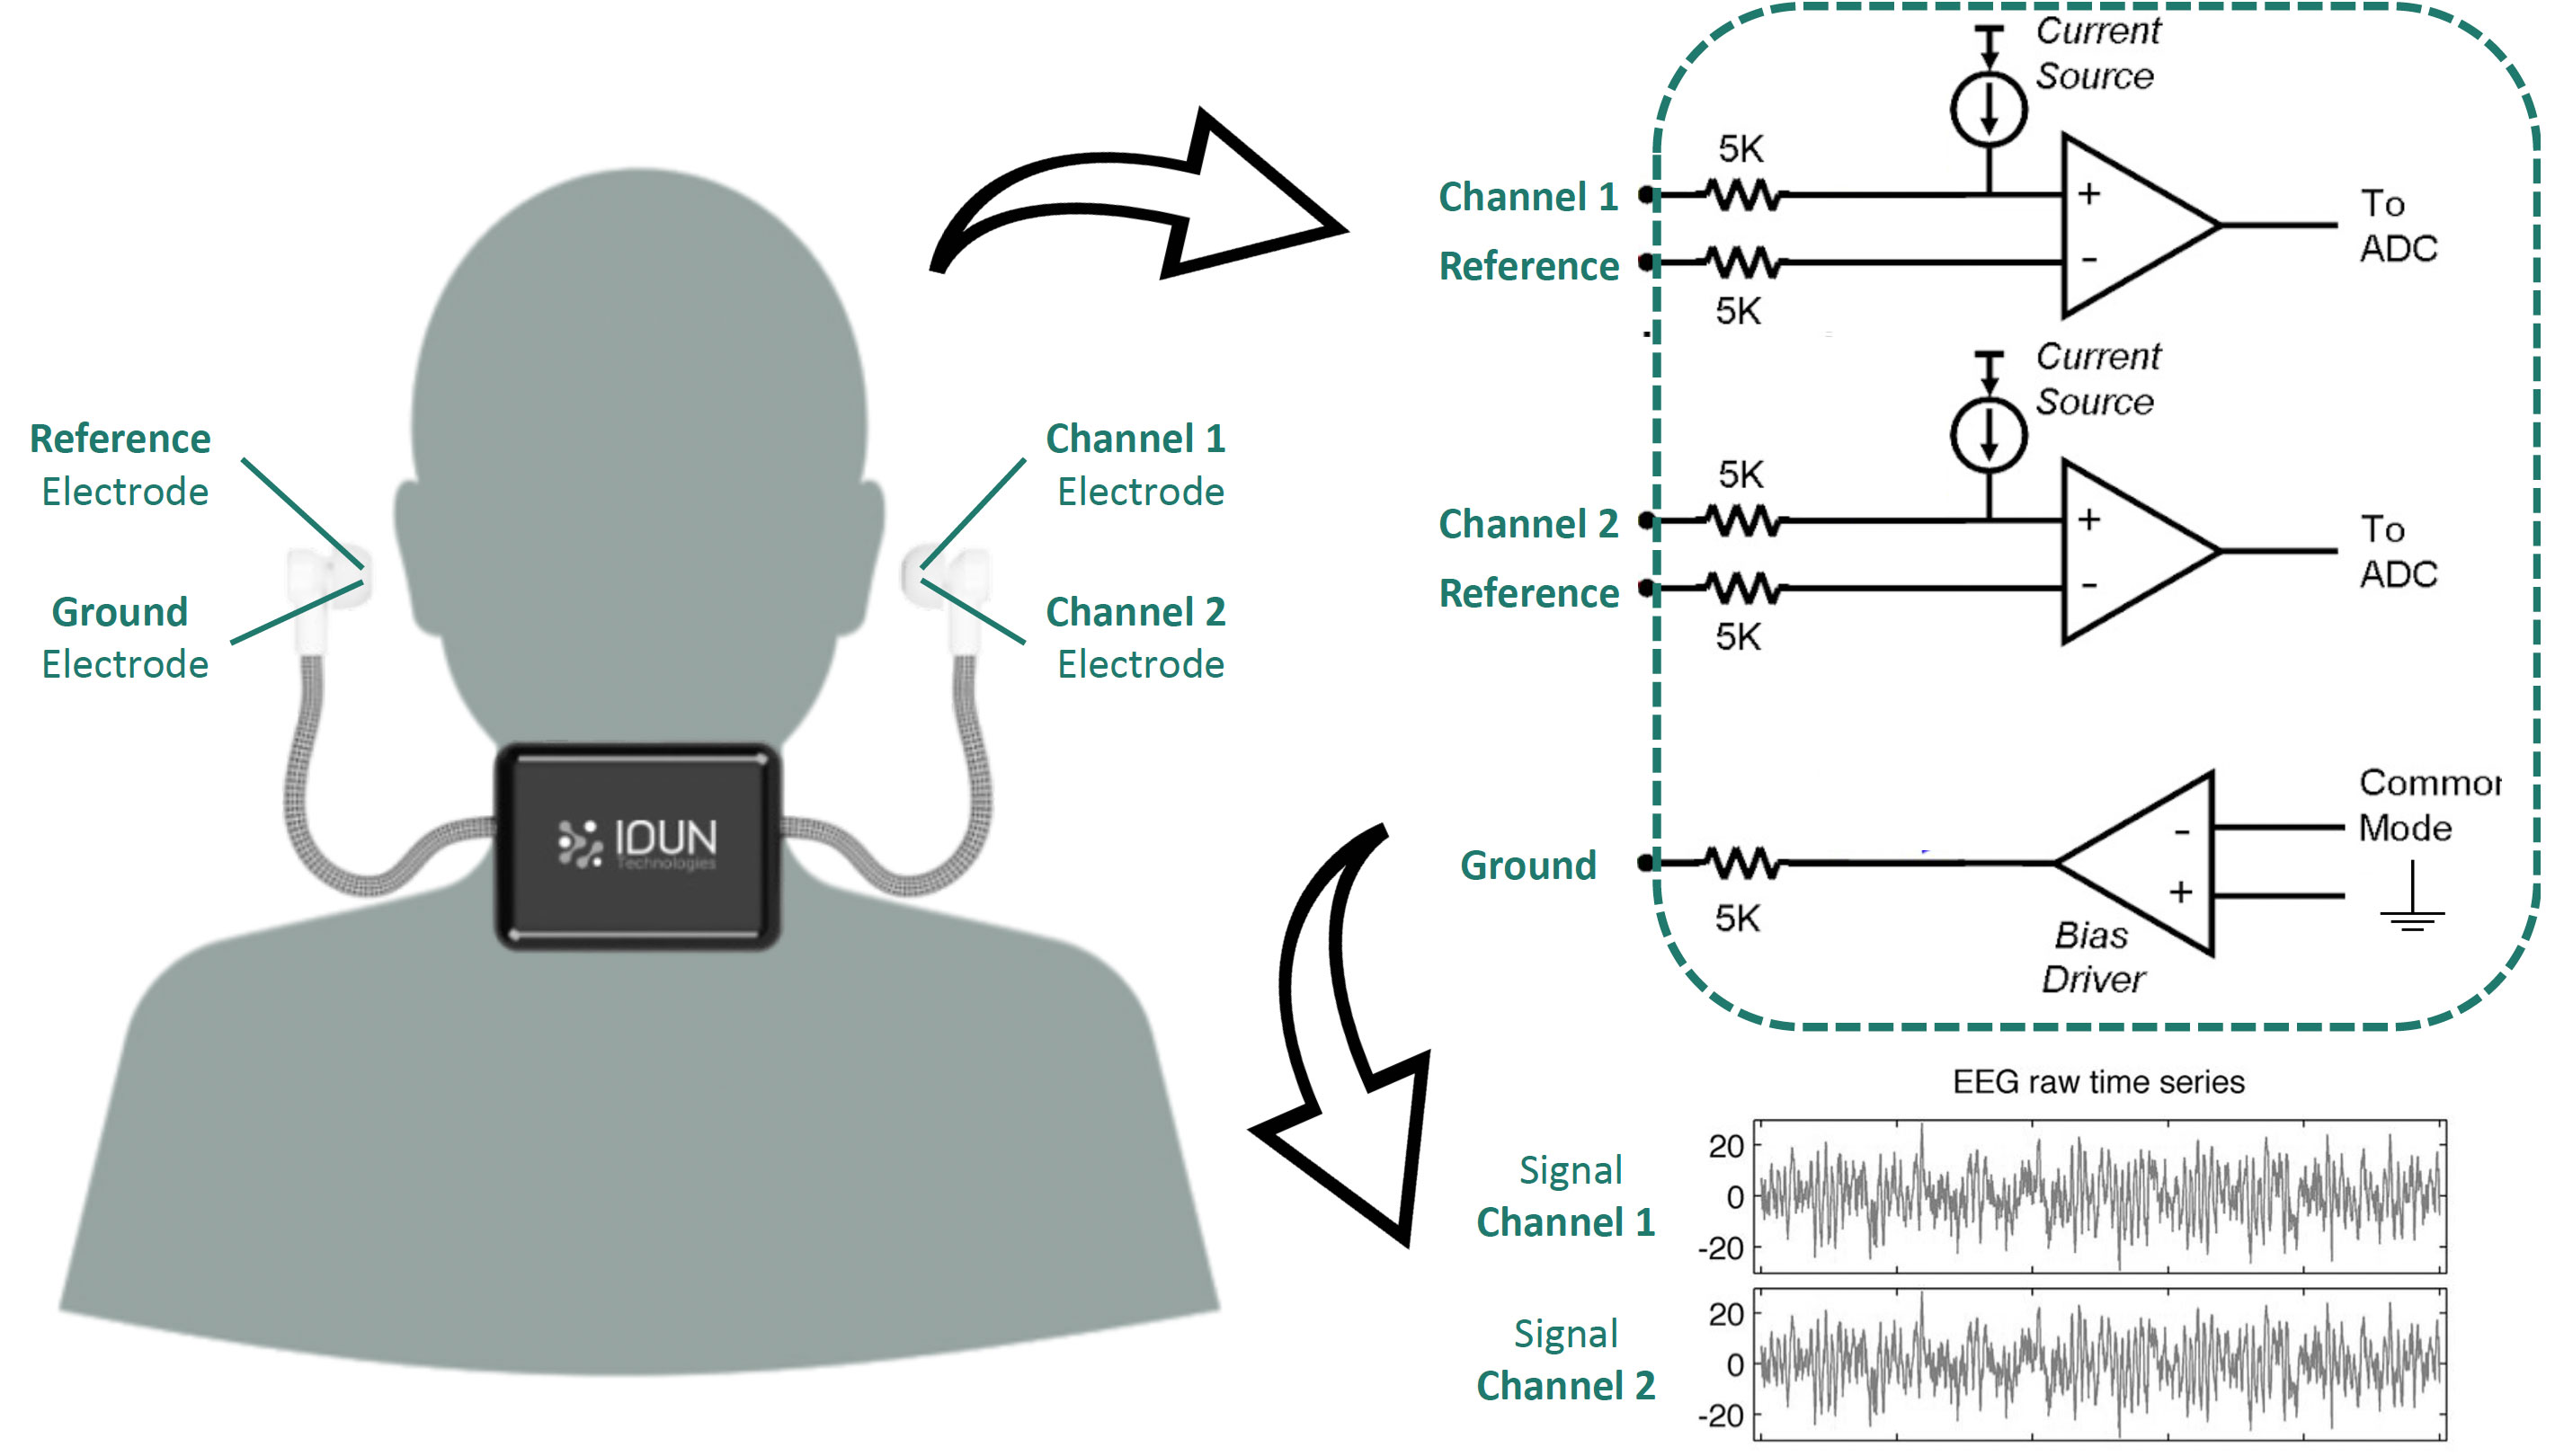 Reference
Electrode
Ground
Electrode
Channel 1
Electrode
Channel 2
Electrode
IDUN
Technologies
Current
Source
5K
Channel 1
+
To
ADC
Reference
-
5K
Current
Source
5K
Channel 2
+
To
ADC
Reference
-
5K
Common
Mode
-
Ground
+
5K
Bias
Driver
EEG raw time series
Signal
Channel 1
20
0
-20
Signal
Channel 2
20
0
-20